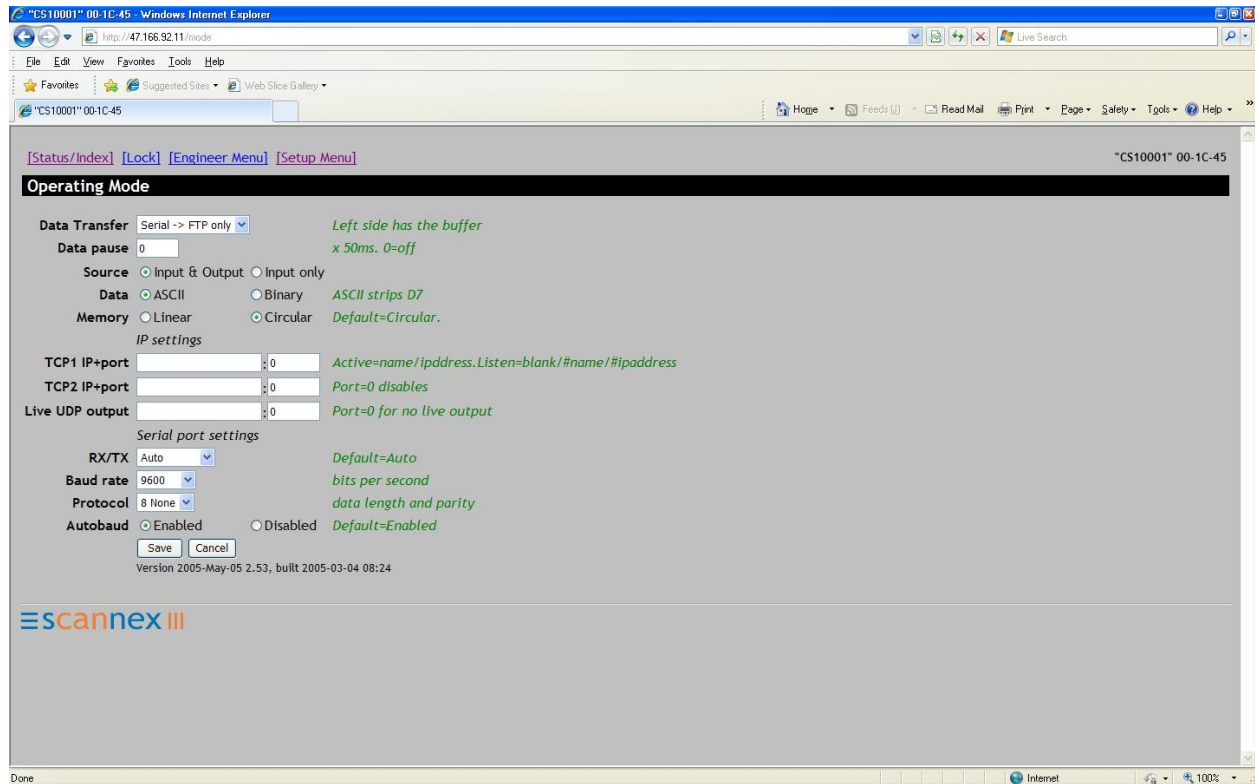 "CS10001" 00-1C-45 - Windows Internet Explorer
http://47.166.92.11/mode
Live Search
File Edit View Favorites Tools Help
Favorites Suggested Sites Web Slice Gallery
"CS10001" 00-1C-45
Home Feeds (J) Read Mail Print Page Safety Tools Help »
[Status/Index] [Lock] [Engineer Menu] [Setup Menu] "CS10001" 00-1C-45
Operating Mode
Data Transfer Serial -> FTP only Left side has the buffer
Data pause 0 x 50ms. 0=off
Source Input & Output Input only
Data ASCII Binary ASCII strips D7
Memory Linear Circular Default=Circular.
IP settings
TCP1 IP+port : 0 Active=name/ipddress.Listen=blank/#name/#ipaddress
TCP2 IP+port : 0 Port=0 disables
Live UDP output : 0 Port=0 for no live output
Serial port settings
RX/TX Auto Default=Auto
Baud rate 9600 bits per second
Protocol 8 None data length and parity
Autobaud Enabled Disabled Default=Enabled
Save Cancel
Version 2005-May-05 2.53, built 2005-03-04 08:24
scannex
Done Internet 100%